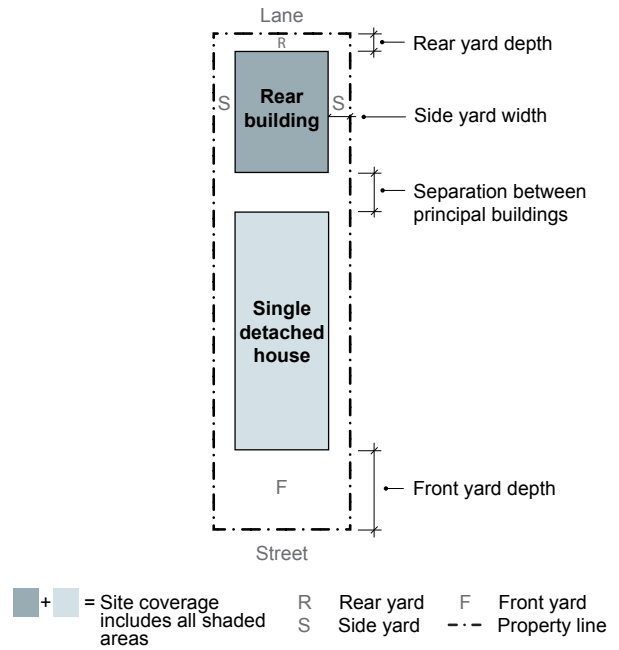 Lane
R
Rear yard depth
S
Rear
building
S
Side yard width
Separation between
principal buildings
Single
detached
house
F
Front yard depth
Street
+ = Site coverage
includes all shaded
areas
R Rear yard F Front yard
S Side yard Property line